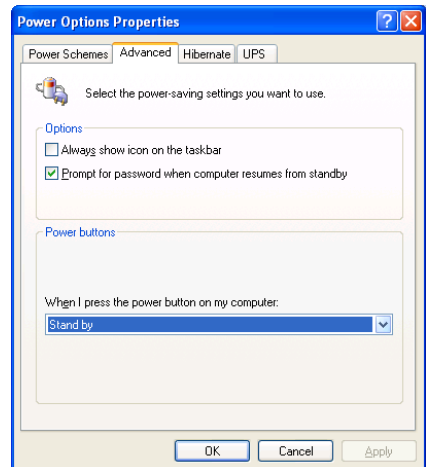 Power Options Properties
Power Schemes Advanced Hibernate UPS
Select the power-saving settings you want to use.
Options
Always show icon on the taskbar
Prompt for password when computer resumes from standby
Power buttons
When I press the power button on my computer:
Stand by
OK Cancel Apply